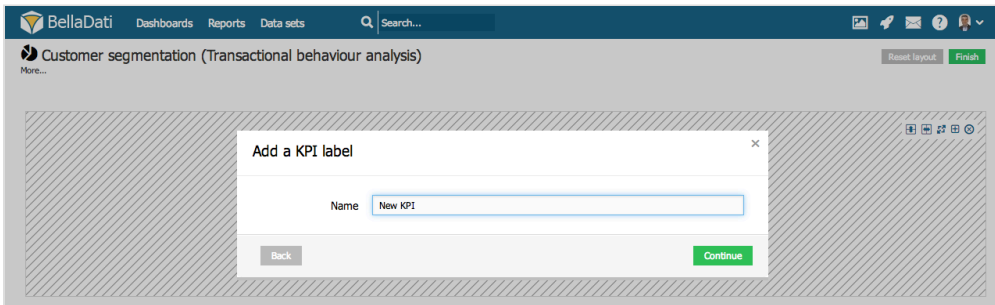 BellaDati Dashboards Reports Data sets Search...
Customer segmentation (Transactional behaviour analysis) Reset layout Finish
More...
Add a KPI label
Name New KPI
Back Continue